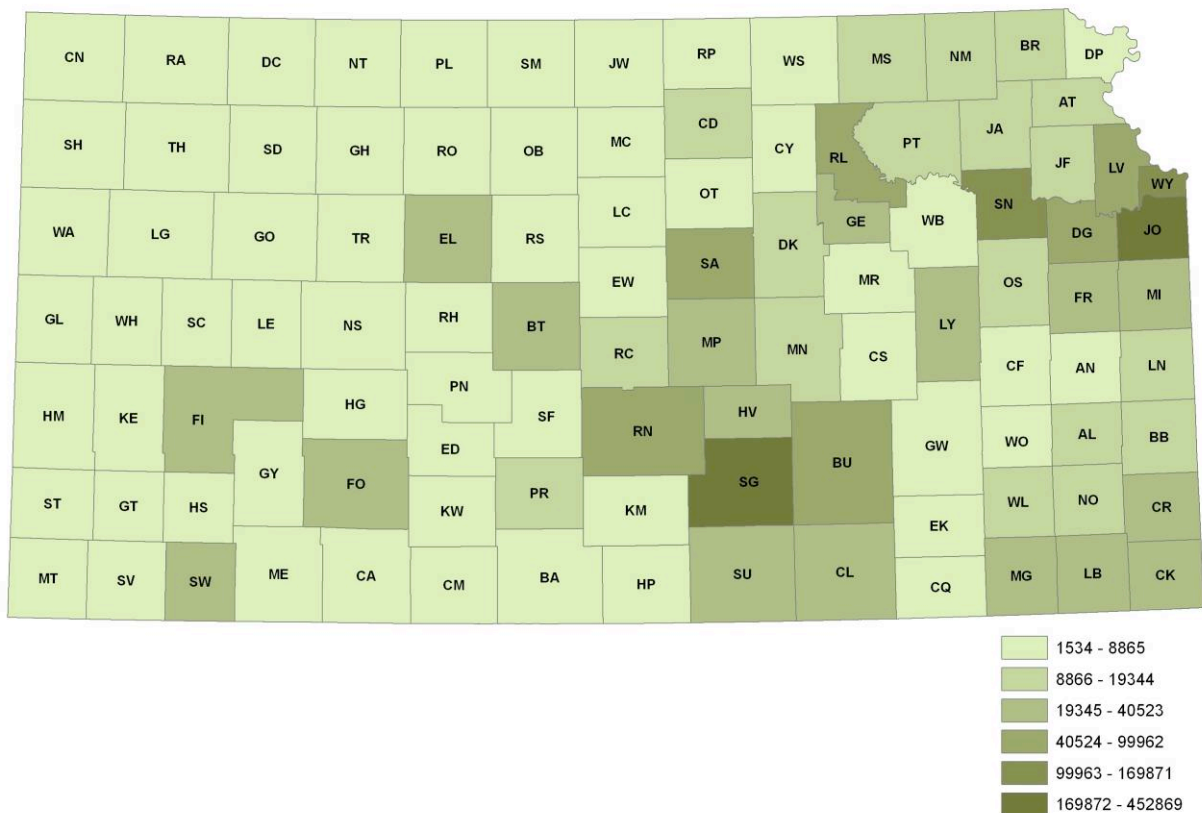 CN RA DC NT PL SM JW RP WS MS NM BR DP
SH TH SD GH RO OB MC CD CY RL PT JA AT
JF LV WY
WA LG GO TR EL RS LC OT DK GE WB SN DG JO
GL WH SC LE NS RH BT EW SA MR LY OS FR MI
RC MP MN CS CF AN LN
HM KE FI HG PN SF RN HV BU GW WO AL BB
GY FO ED SG
ST GT HS KW PR KM EK WL NO CR
MT SV SW ME CA CM BA HP SU CL CQ MG LB CK
1534 - 8865
8866 - 19344
19345 - 40523
40524 - 99962
99963 - 169871
169872 - 452869